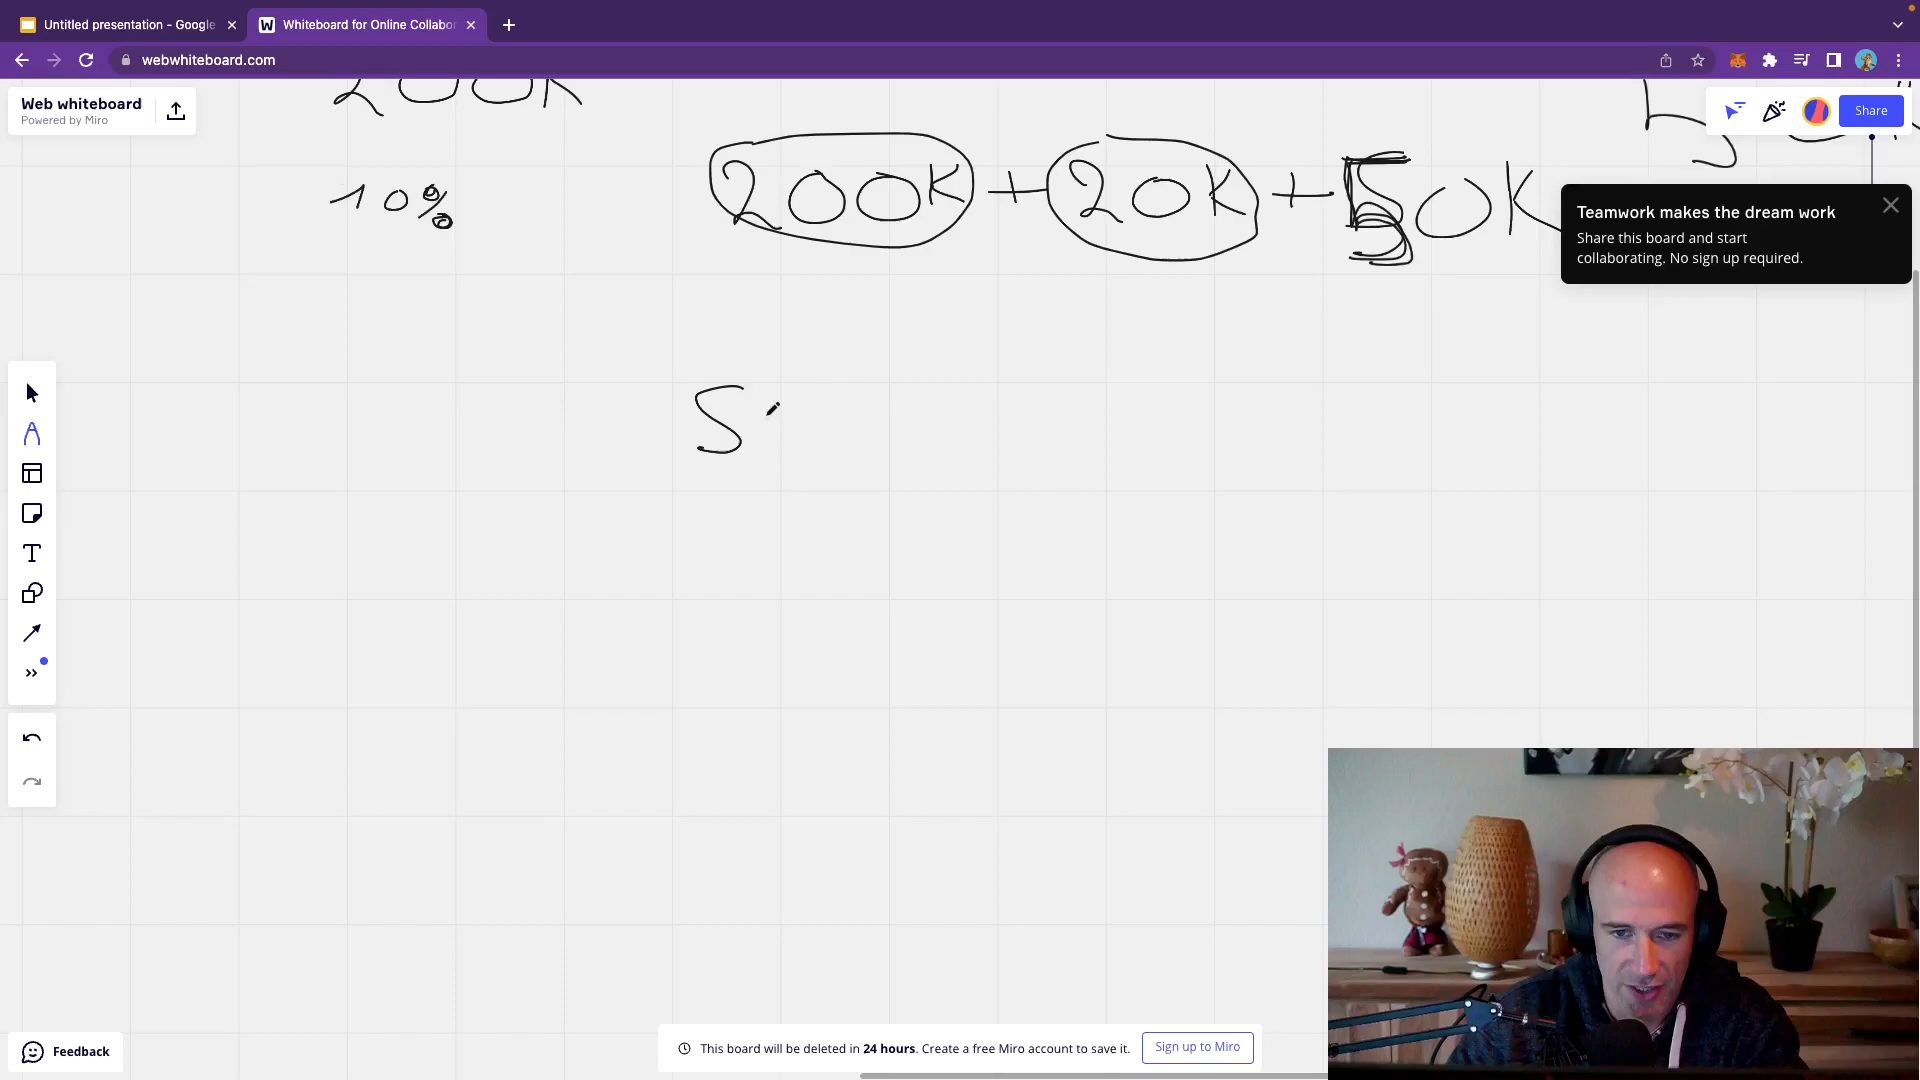 Untitled presentation - Google
Whiteboard for Online Collabor
webwhiteboard.com
Web whiteboard
Powered by Miro
Share
200K
10%
200K + 20K + 50K
Teamwork makes the dream work
Share this board and start
collaborating. No sign up required.
S
Feedback
This board will be deleted in 24 hours. Create a free Miro account to save it.
Sign up to Miro